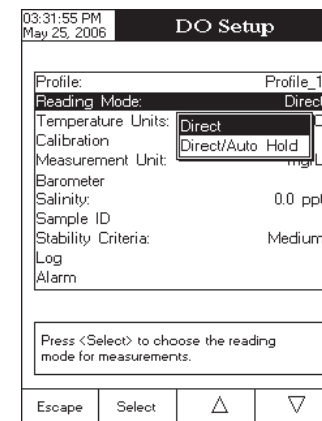 03:31:55 PM
May 25, 2006
DO Setup
Profile: Profile_1
Reading Mode: Direct
Temperature Units: C
Direct
Calibration
Direct/Auto Hold
Measurement Unit: mg/L
Barometer
Salinity: 0.0 ppt
Sample ID
Stability Criteria: Medium
Log
Alarm
Press <Select> to choose the reading
mode for measurements.
Escape Select △ ▽